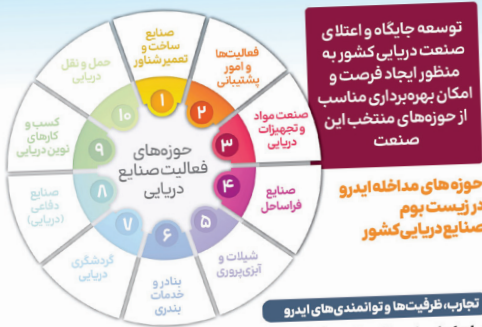 توسعه جایگاه و اعتلای
صنعت دریایی کشور به
منظور ایجاد فرصت و
امکان بهره‌برداری مناسب
از حوزه‌های منتخب این
صنعت
حوزه‌های مداخله ایدرو
در زیست بوم
صنایع دریایی کشور
حوزه‌های
فعالیت صنایع
دریایی
۱
صنایع
ساخت و
تعمیر شناور
۲
فعالیت‌ها
و امور
پشتیبانی
۳
صنعت مواد
و تجهیزات
دریایی
۴
صنایع
فراساحل
۵
شیلات و
آبزی‌پروری
۶
بنادر و
خدمات
بندری
۷
گردشگری
دریایی
۸
صنایع
دفاعی
(دریایی)
۹
کسب و
کارهای
نوین دریایی
۱۰
حمل و نقل
دریایی
تجارب، ظرفیت‌ها و توانمندی‌های ایدرو